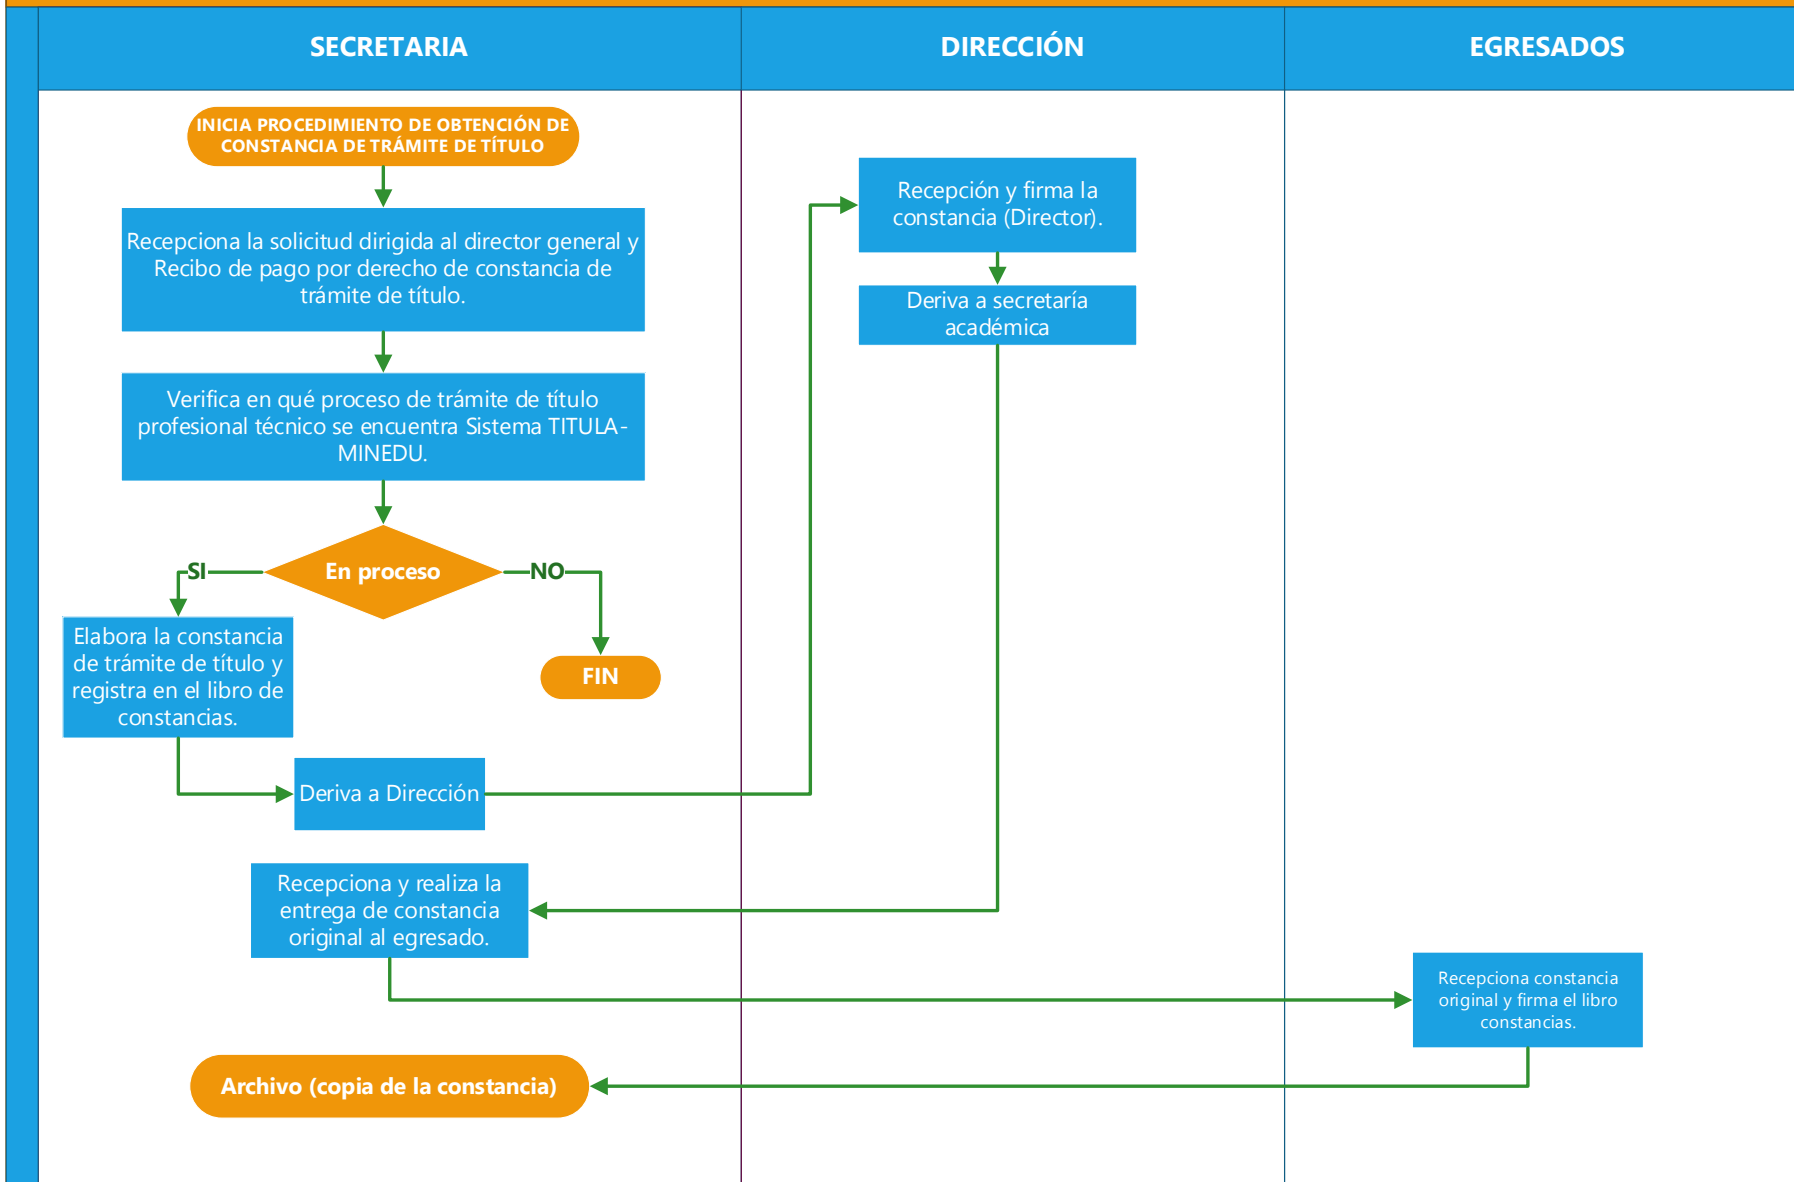 SECRETARIA
DIRECCIÓN
EGRESADOS
INICIA PROCEDIMIENTO DE OBTENCIÓN DE
CONSTANCIA DE TRÁMITE DE TÍTULO
Recepciona la solicitud dirigida al director general y
Recibo de pago por derecho de constancia de
trámite de título.
Verifica en qué proceso de trámite de título
profesional técnico se encuentra Sistema TITULA-
MINEDU.
En proceso
SI
NO
Elabora la constancia
de trámite de título y
registra en el libro de
constancias.
FIN
Deriva a Dirección
Recepción y firma la
constancia (Director).
Deriva a secretaría
académica
Recepciona y realiza la
entrega de constancia
original al egresado.
Recepciona constancia
original y firma el libro
constancias.
Archivo (copia de la constancia)